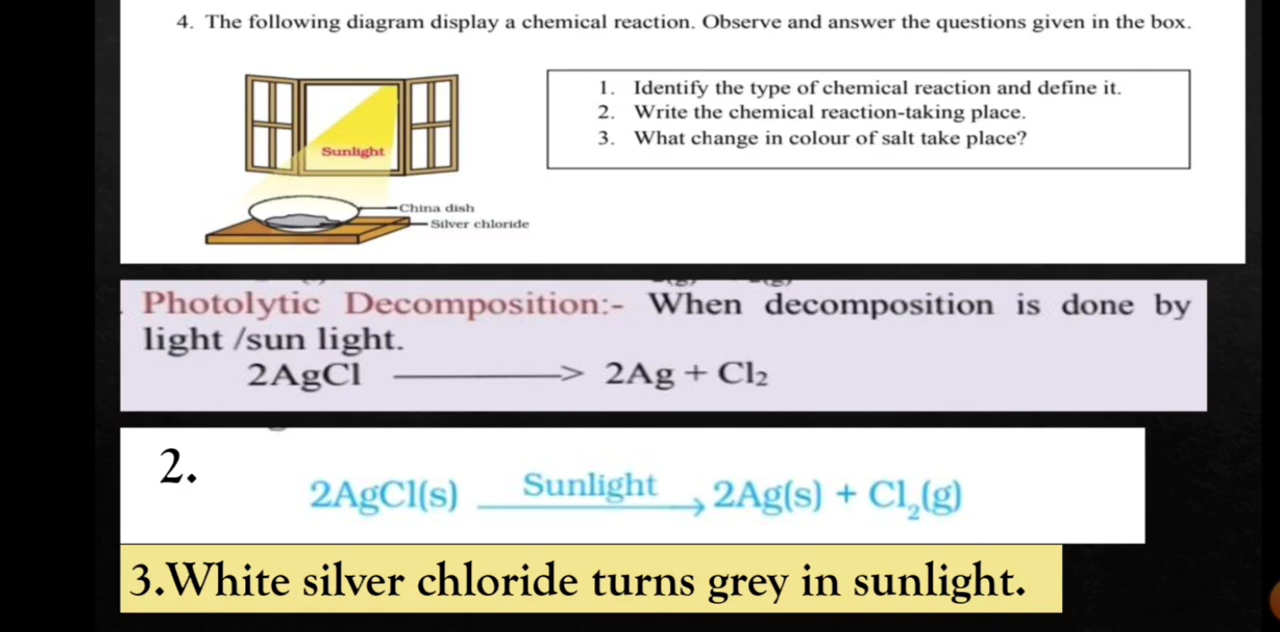 4. The following diagram display a chemical reaction. Observe and answer the questions given in the box.
1. Identify the type of chemical reaction and define it.
2. Write the chemical reaction-taking place.
3. What change in colour of salt take place?
Sunlight
China dish
Silver chloride
Photolytic Decomposition:- When decomposition is done by
light /sun light.
2AgCl ————> 2Ag + Cl₂
2.
2AgCl(s) Sunlight→ 2Ag(s) + Cl₂(g)
3.White silver chloride turns grey in sunlight.